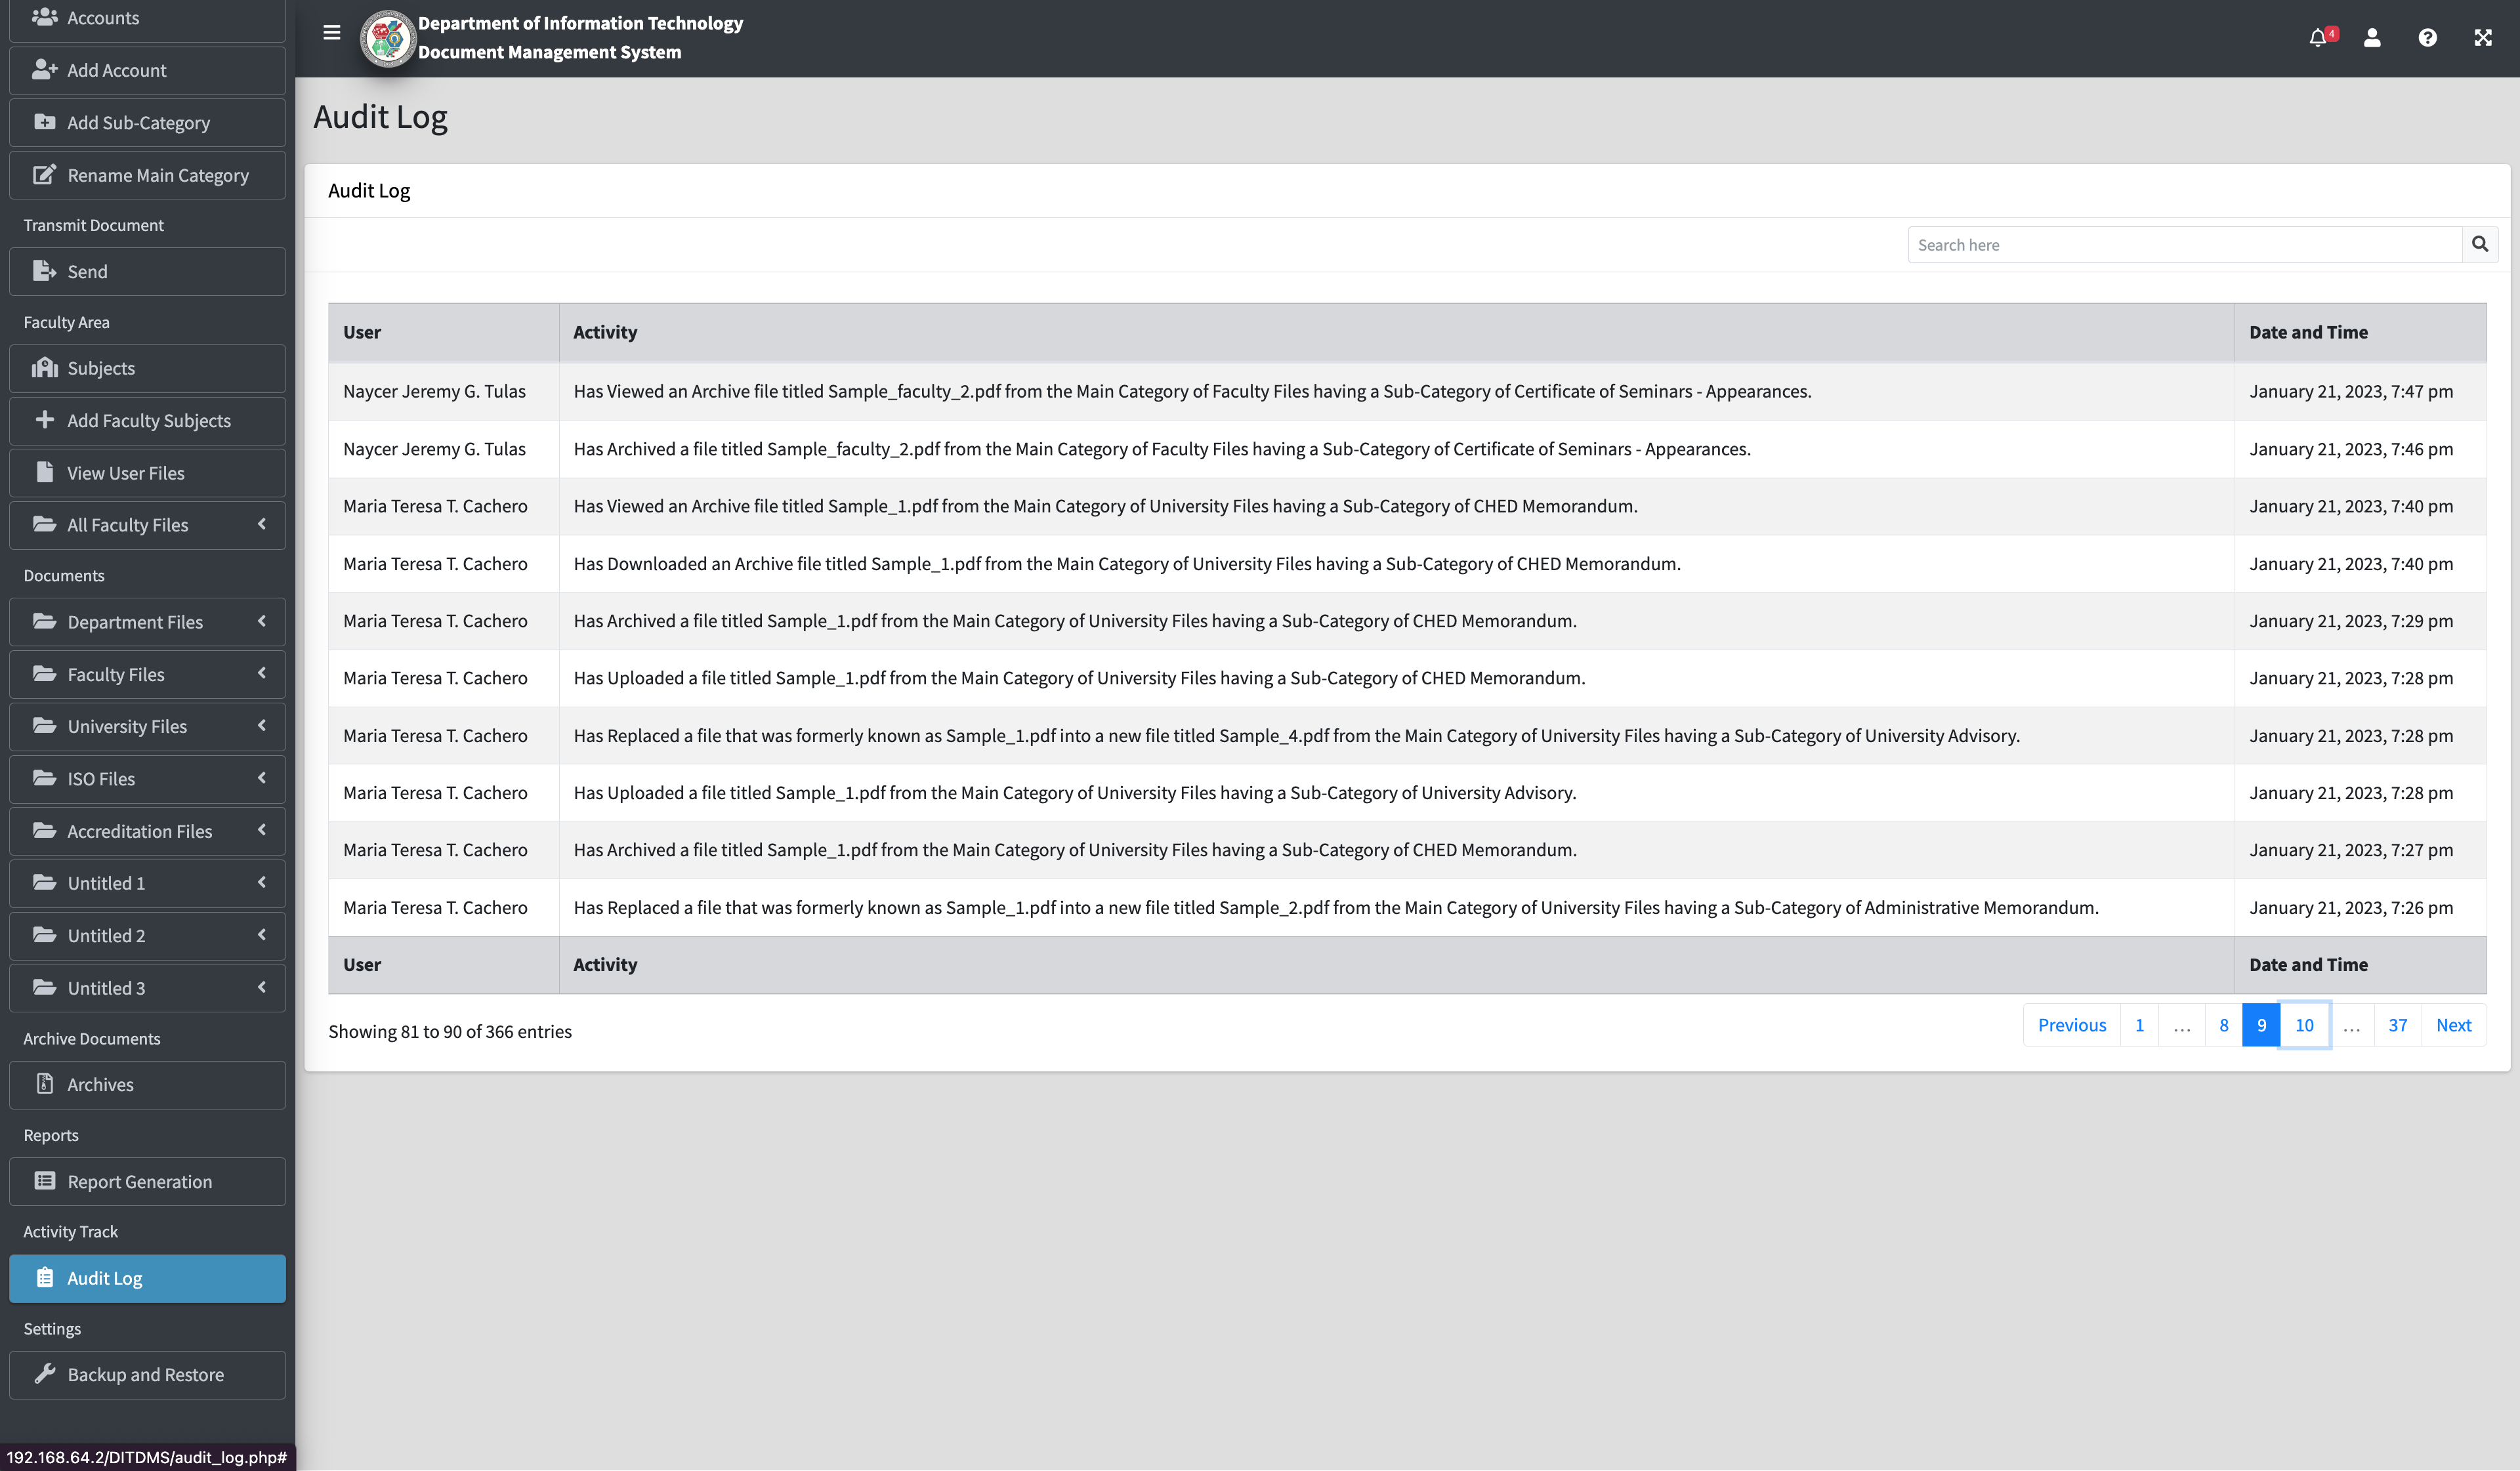 Accounts
Add Account
Add Sub-Category
Rename Main Category
Transmit Document
Send
Faculty Area
Subjects
Add Faculty Subjects
View User Files
All Faculty Files
Documents
Department Files
Faculty Files
University Files
ISO Files
Accreditation Files
Untitled 1
Untitled 2
Untitled 3
Archive Documents
Archives
Reports
Report Generation
Activity Track
Audit Log
Settings
Backup and Restore
192.168.64.2/DITDMS/audit_log.php#
Department of Information Technology
Document Management System
4
Audit Log
Audit Log
Search here
User Activity Date and Time
Naycer Jeremy G. Tulas Has Viewed an Archive file titled Sample_faculty_2.pdf from the Main Category of Faculty Files having a Sub-Category of Certificate of Seminars - Appearances. January 21, 2023, 7:47 pm
Naycer Jeremy G. Tulas Has Archived a file titled Sample_faculty_2.pdf from the Main Category of Faculty Files having a Sub-Category of Certificate of Seminars - Appearances. January 21, 2023, 7:46 pm
Maria Teresa T. Cachero Has Viewed an Archive file titled Sample_1.pdf from the Main Category of University Files having a Sub-Category of CHED Memorandum. January 21, 2023, 7:40 pm
Maria Teresa T. Cachero Has Downloaded an Archive file titled Sample_1.pdf from the Main Category of University Files having a Sub-Category of CHED Memorandum. January 21, 2023, 7:40 pm
Maria Teresa T. Cachero Has Archived a file titled Sample_1.pdf from the Main Category of University Files having a Sub-Category of CHED Memorandum. January 21, 2023, 7:29 pm
Maria Teresa T. Cachero Has Uploaded a file titled Sample_1.pdf from the Main Category of University Files having a Sub-Category of CHED Memorandum. January 21, 2023, 7:28 pm
Maria Teresa T. Cachero Has Replaced a file that was formerly known as Sample_1.pdf into a new file titled Sample_4.pdf from the Main Category of University Files having a Sub-Category of University Advisory. January 21, 2023, 7:28 pm
Maria Teresa T. Cachero Has Uploaded a file titled Sample_1.pdf from the Main Category of University Files having a Sub-Category of University Advisory. January 21, 2023, 7:28 pm
Maria Teresa T. Cachero Has Archived a file titled Sample_1.pdf from the Main Category of University Files having a Sub-Category of CHED Memorandum. January 21, 2023, 7:27 pm
Maria Teresa T. Cachero Has Replaced a file that was formerly known as Sample_1.pdf into a new file titled Sample_2.pdf from the Main Category of University Files having a Sub-Category of Administrative Memorandum. January 21, 2023, 7:26 pm
User Activity Date and Time
Showing 81 to 90 of 366 entries
Previous 1 … 8 9 10 … 37 Next